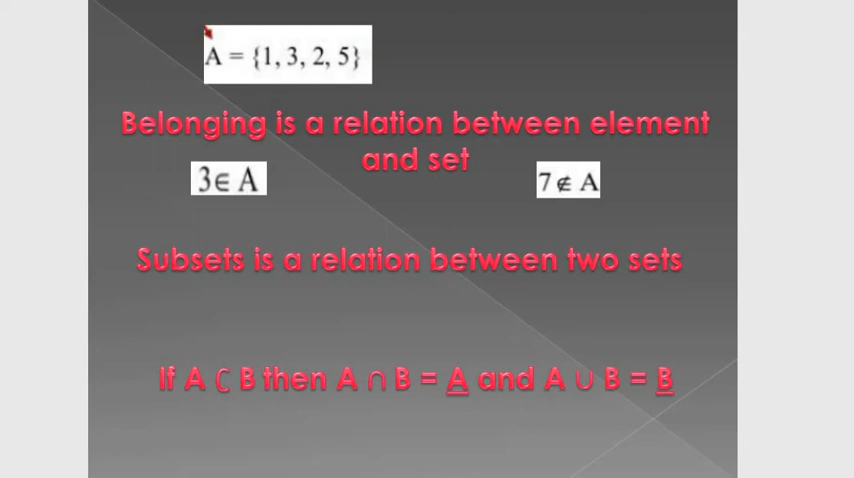 A = {1, 3, 2, 5}
Belonging is a relation between element
and set
3∈ A
7 ∉ A
Subsets is a relation between two sets
If A ⊂ B then A ∩ B = A and A ∪ B = B